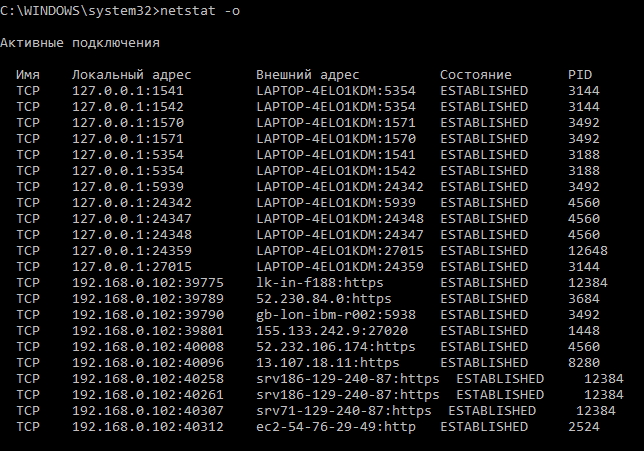 C:\WINDOWS\system32>netstat -o
Активные подключения
Имя Локальный адрес Внешний адрес Состояние PID
TCP 127.0.0.1:1541 LAPTOP-4ELO1KDM:5354 ESTABLISHED 3144
TCP 127.0.0.1:1542 LAPTOP-4ELO1KDM:5354 ESTABLISHED 3144
TCP 127.0.0.1:1570 LAPTOP-4ELO1KDM:1571 ESTABLISHED 3492
TCP 127.0.0.1:1571 LAPTOP-4ELO1KDM:1570 ESTABLISHED 3492
TCP 127.0.0.1:5354 LAPTOP-4ELO1KDM:1541 ESTABLISHED 3188
TCP 127.0.0.1:5354 LAPTOP-4ELO1KDM:1542 ESTABLISHED 3188
TCP 127.0.0.1:5939 LAPTOP-4ELO1KDM:24342 ESTABLISHED 3492
TCP 127.0.0.1:24342 LAPTOP-4ELO1KDM:5939 ESTABLISHED 4560
TCP 127.0.0.1:24347 LAPTOP-4ELO1KDM:24348 ESTABLISHED 4560
TCP 127.0.0.1:24348 LAPTOP-4ELO1KDM:24347 ESTABLISHED 4560
TCP 127.0.0.1:24359 LAPTOP-4ELO1KDM:27015 ESTABLISHED 12648
TCP 127.0.0.1:27015 LAPTOP-4ELO1KDM:24359 ESTABLISHED 3144
TCP 192.168.0.102:39775 lk-in-f188:https ESTABLISHED 12384
TCP 192.168.0.102:39789 52.230.84.0:https ESTABLISHED 3684
TCP 192.168.0.102:39790 gb-lon-ibm-r002:5938 ESTABLISHED 3492
TCP 192.168.0.102:39801 155.133.242.9:27020 ESTABLISHED 1448
TCP 192.168.0.102:40008 52.232.106.174:https ESTABLISHED 4560
TCP 192.168.0.102:40096 13.107.18.11:https ESTABLISHED 8280
TCP 192.168.0.102:40258 srv186-129-240-87:https ESTABLISHED 12384
TCP 192.168.0.102:40261 srv186-129-240-87:https ESTABLISHED 12384
TCP 192.168.0.102:40307 srv71-129-240-87:https ESTABLISHED 12384
TCP 192.168.0.102:40312 ec2-54-76-29-49:http ESTABLISHED 2524